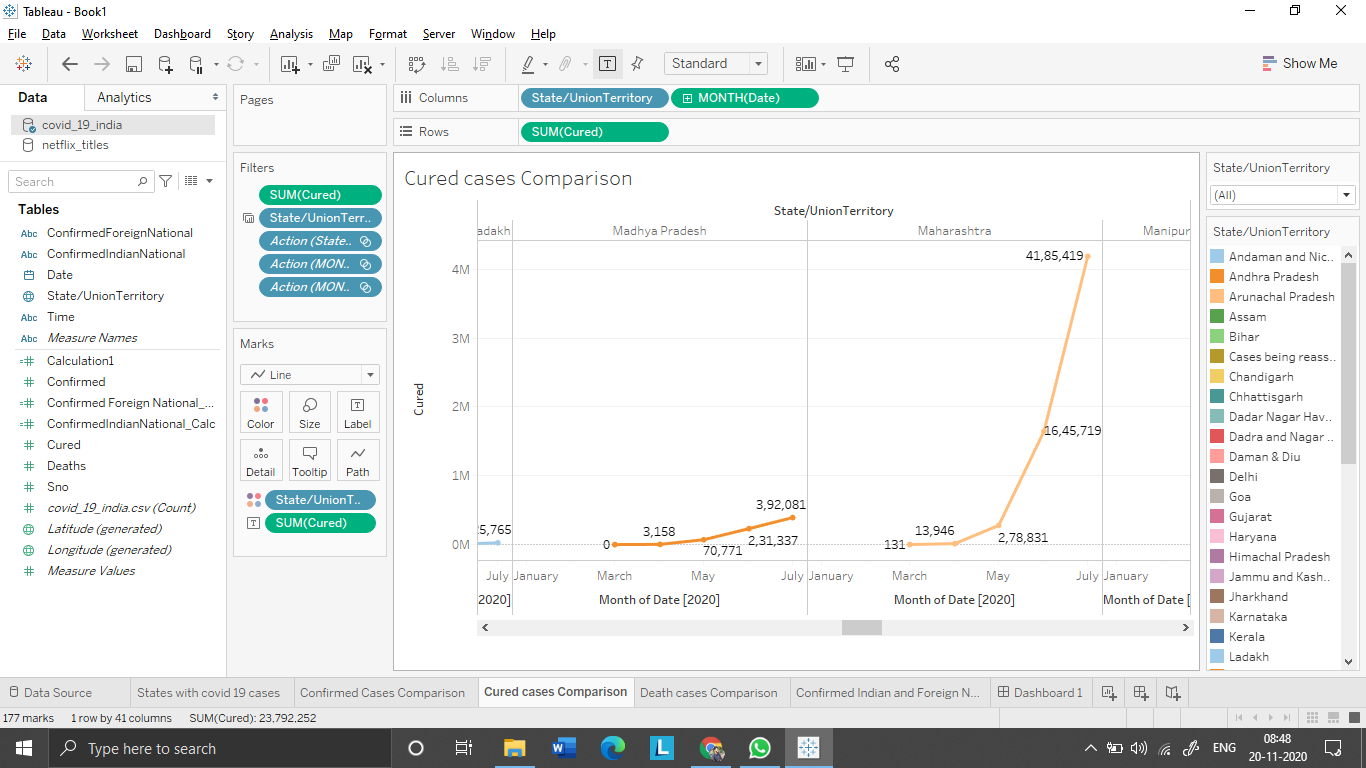 Tableau - Book1
File Data Worksheet Dashboard Story Analysis Map Format Server Window Help
Standard
Show Me
Data Analytics
covid_19_india
netflix_titles
Search
Tables
Abc ConfirmedForeignNational
Abc ConfirmedIndianNational
Date
State/UnionTerritory
Abc Time
Abc Measure Names
Calculation1
Confirmed
Confirmed Foreign National_...
ConfirmedIndianNational_Calc
Cured
Deaths
Sno
covid_19_india.csv (Count)
Latitude (generated)
Longitude (generated)
Measure Values
Pages
Filters
SUM(Cured)
State/UnionTerr..
Action (State..
Action (MON..
Action (MON..
Marks
Line
Color Size Label
Detail Tooltip Path
State/UnionT..
SUM(Cured)
Columns State/UnionTerritory MONTH(Date)
Rows SUM(Cured)
Cured cases Comparison
State/UnionTerritory
adakh Madhya Pradesh Maharashtra Manipur
Cured
4M
3M
2M
1M
0M
41,85,419
16,45,719
3,92,081
25,765
0
3,158
70,771
2,31,337
131
13,946
2,78,831
July January March May July January March May July January
2020] Month of Date [2020] Month of Date [2020] Month of Date [
State/UnionTerritory
(All)
State/UnionTerritory
Andaman and Nic..
Andhra Pradesh
Arunachal Pradesh
Assam
Bihar
Cases being reass..
Chandigarh
Chhattisgarh
Dadar Nagar Hav..
Dadra and Nagar ..
Daman & Diu
Delhi
Goa
Gujarat
Haryana
Himachal Pradesh
Jammu and Kash..
Jharkhand
Karnataka
Kerala
Ladakh
Data Source States with covid 19 cases Confirmed Cases Comparison Cured cases Comparison Death cases Comparison Confirmed Indian and Foreign N... Dashboard 1
177 marks 1 row by 41 columns SUM(Cured): 23,792,252
Type here to search
ENG
08:48
20-11-2020